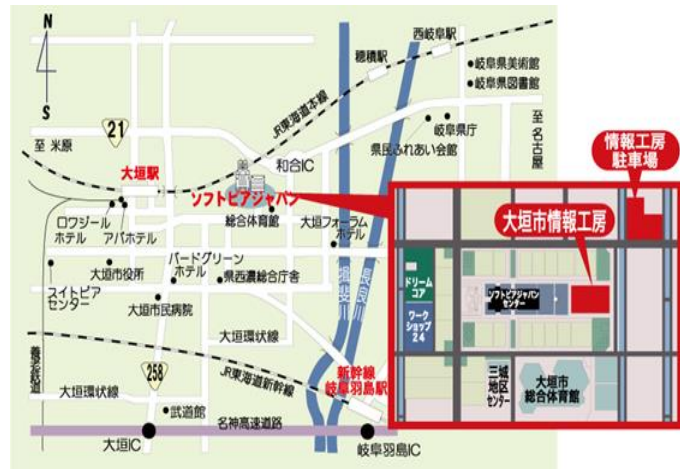 N
S
西岐阜駅
穂積駅
岐阜県美術館
岐阜県図書館
JR東海道本線
21
至 米原
大垣駅
和合IC
岐阜県庁
県民ふれあい会館
至 名古屋
ソフトピアジャパン
総合体育館
ロワジール
ホテル
アパホテル
大垣フォーラム
ホテル
大垣市役所
バードグリーン
ホテル
県西濃総合庁舎
スイトピア
センター
大垣市民病院
揖斐川
長良川
大垣環状線
養老鉄道
258
JR東海道新幹線
新幹線
岐阜羽島駅
大垣環状線
武道館
名神高速道路
大垣IC
岐阜羽島IC
情報工房
駐車場
大垣市情報工房
ドリーム
コア
ソフトピアジャパン
センター
ワーク
ショップ
24
三城
地区
センター
大垣市
総合体育館